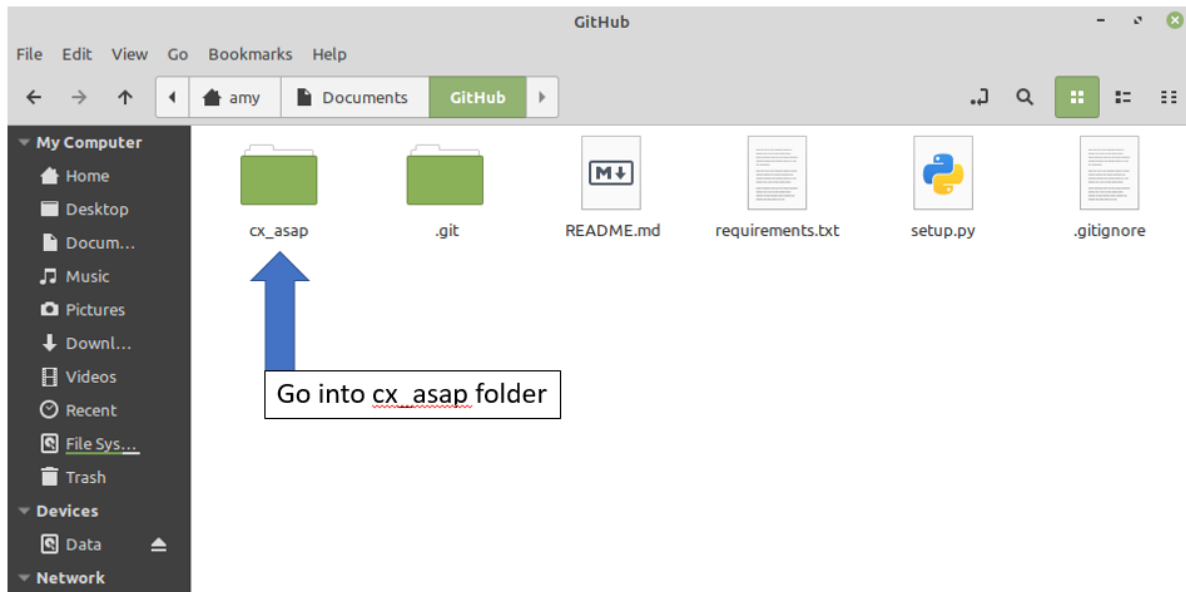 GitHub
File Edit View Go Bookmarks Help
amy Documents GitHub
My Computer
Home
Desktop
Docum...
Music
Pictures
Downl...
Videos
Recent
File Sys...
Trash
Devices
Data
Network
M
cx_asap .git README.md requirements.txt setup.py .gitignore
Go into cx_asap folder